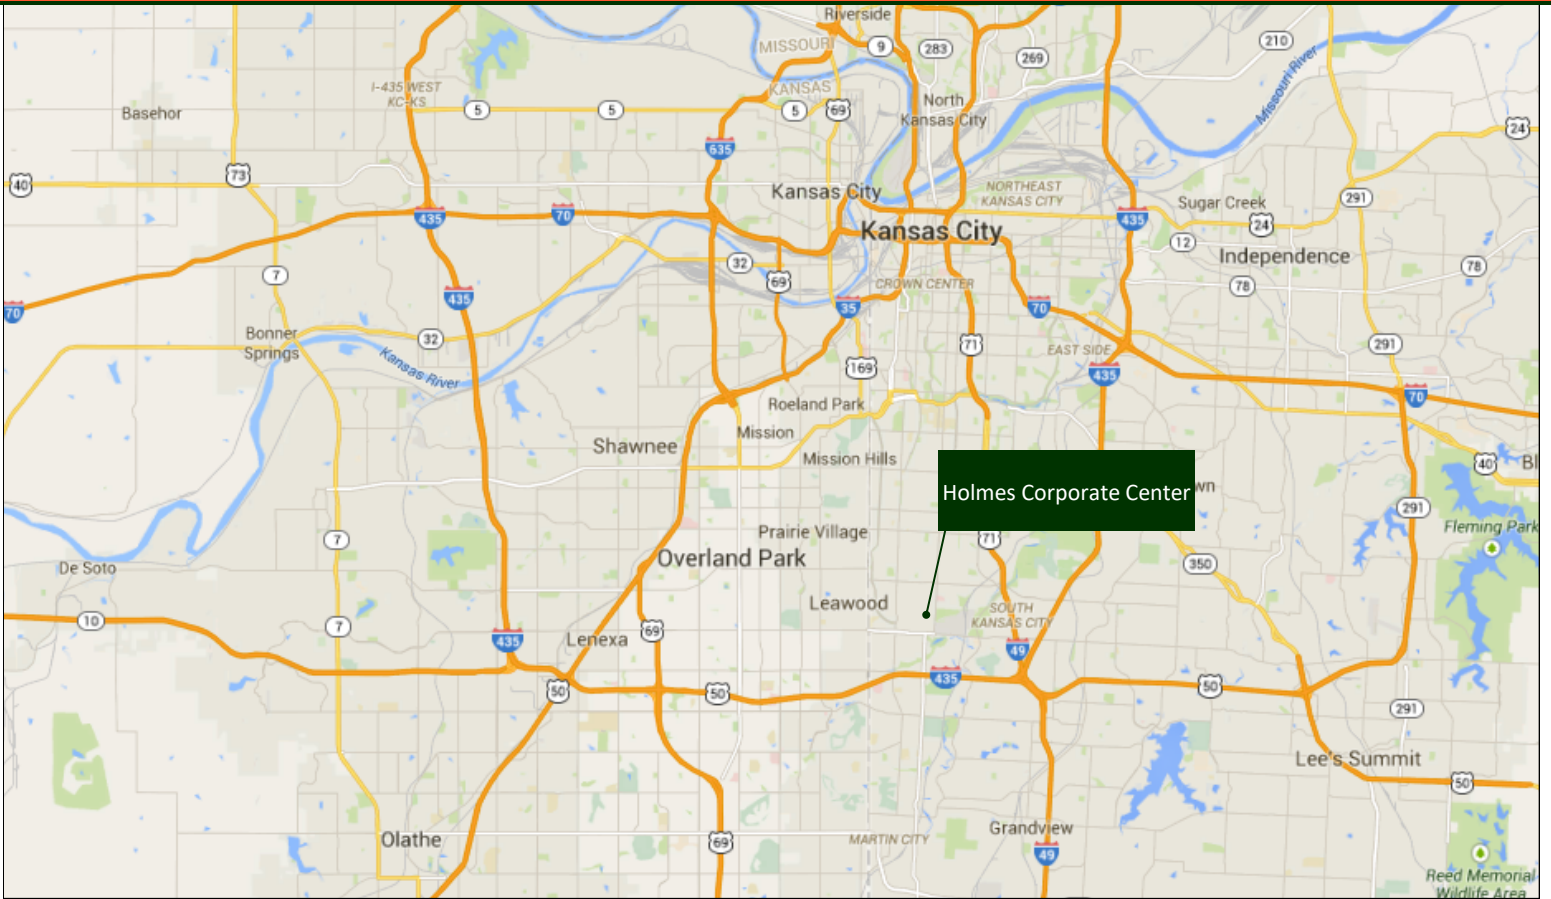 Riverside
MISSOURI
9
283
269
210
I-435 WEST
KC-KS
KANSAS
Missouri River
Basehor
5
5
5
69
North
Kansas City
24
635
40
73
Kansas City
NORTHEAST
KANSAS CITY
291
Sugar Creek
435
70
435
24
Kansas City
12
Independence
32
78
7
69
CROWN CENTER
78
435
70
35
70
Bonner
Springs
32
Kansas River
71
EAST SIDE
291
169
435
70
Roeland Park
Mission
Shawnee
Mission Hills
40
Bl
Holmes Corporate Center
wn
291
Fleming Park
7
Prairie Village
71
Overland Park
350
De Soto
Leawood
SOUTH
KANSAS CITY
10
7
69
435
Lenexa
49
435
50
50
50
291
Lee's Summit
50
Grandview
Olathe
69
MARTIN CITY
49
Reed Memorial
Wildlife Area